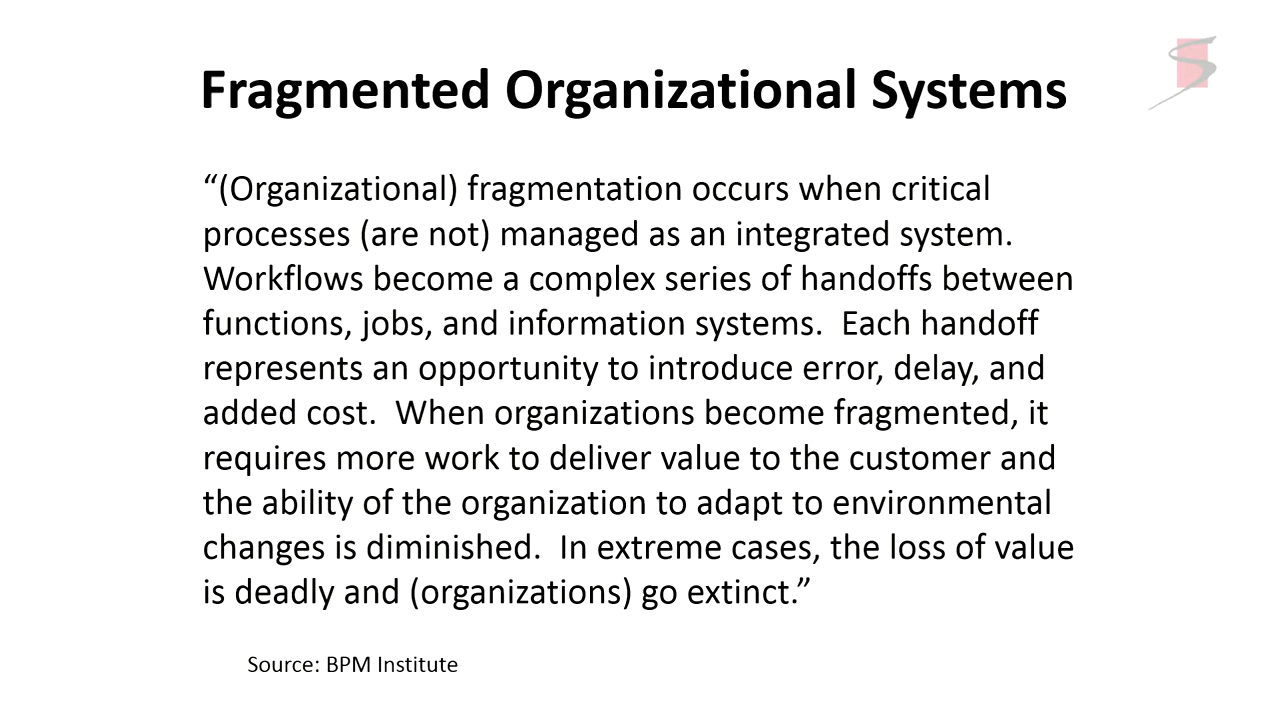 Fragmented Organizational Systems
“(Organizational) fragmentation occurs when critical
processes (are not) managed as an integrated system.
Workflows become a complex series of handoffs between
functions, jobs, and information systems.  Each handoff
represents an opportunity to introduce error, delay, and
added cost.  When organizations become fragmented, it
requires more work to deliver value to the customer and
the ability of the organization to adapt to environmental
changes is diminished.  In extreme cases, the loss of value
is deadly and (organizations) go extinct.”
Source: BPM Institute